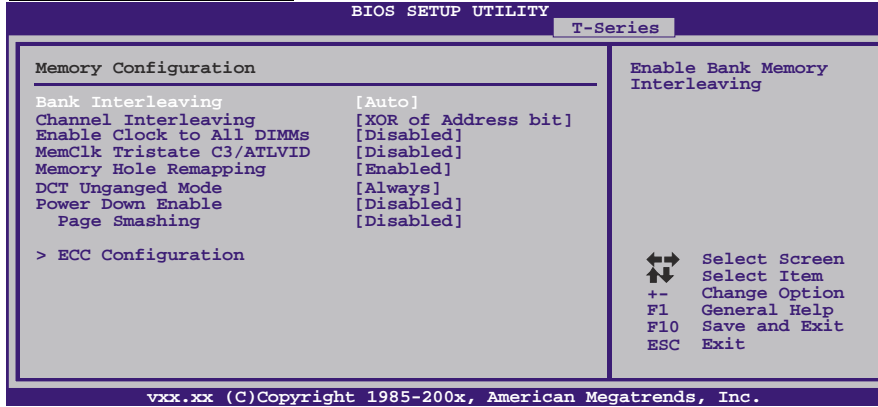 BIOS SETUP UTILITY
T-Series
Memory Configuration
Bank Interleaving [Auto]
Channel Interleaving [XOR of Address bit]
Enable Clock to All DIMMs [Disabled]
MemClk Tristate C3/ATLVID [Disabled]
Memory Hole Remapping [Enabled]
DCT Unganged Mode [Always]
Power Down Enable [Disabled]
Page Smashing [Disabled]
> ECC Configuration
Enable Bank Memory
Interleaving
Select Screen
Select Item
+- Change Option
F1 General Help
F10 Save and Exit
ESC Exit
vxx.xx (C)Copyright 1985-200x, American Megatrends, Inc.